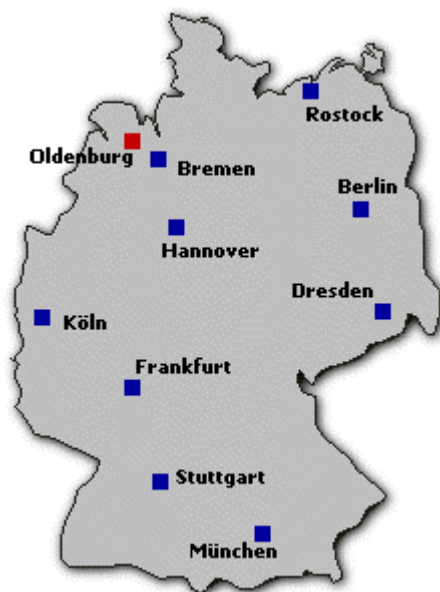 Rostock
Oldenburg
Bremen
Berlin
Hannover
Dresden
Köln
Frankfurt
Stuttgart
München